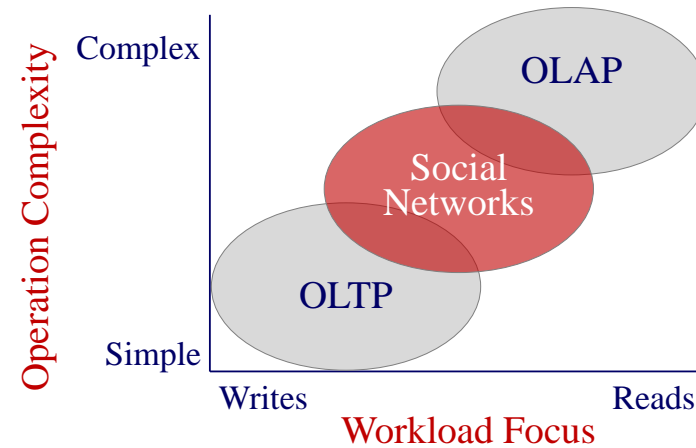 Operation Complexity
Complex
OLAP
Social
Networks
OLTP
Simple
Writes
Reads
Workload Focus